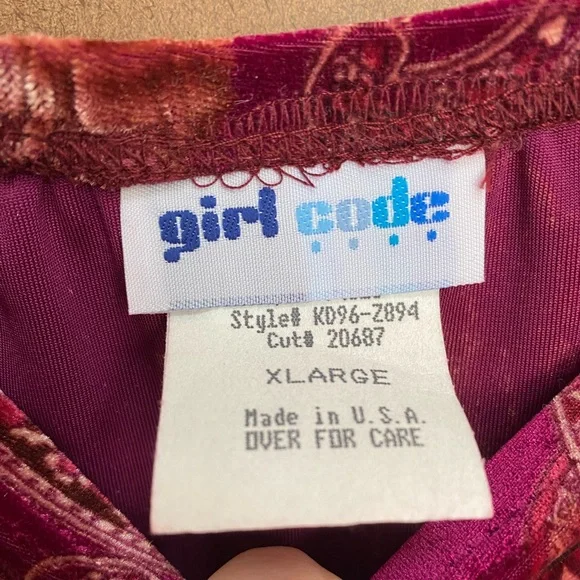 girl code
Style# KD96-Z894
Cut# 20687
XLARGE
Made in U.S.A.
OVER FOR CARE